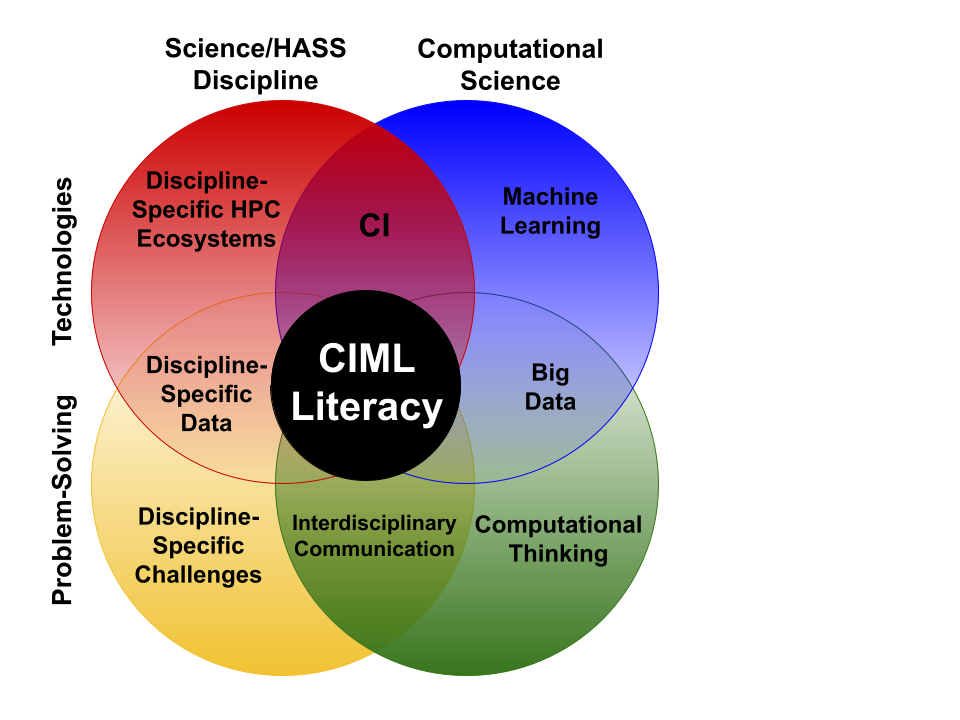 Science/HASS
Discipline
Computational
Science
Technologies
Problem-Solving
Discipline-
Specific HPC
Ecosystems
CI
Machine
Learning
Discipline-
Specific
Data
CIML
Literacy
Big
Data
Discipline-
Specific
Challenges
Interdisciplinary
Communication
Computational
Thinking